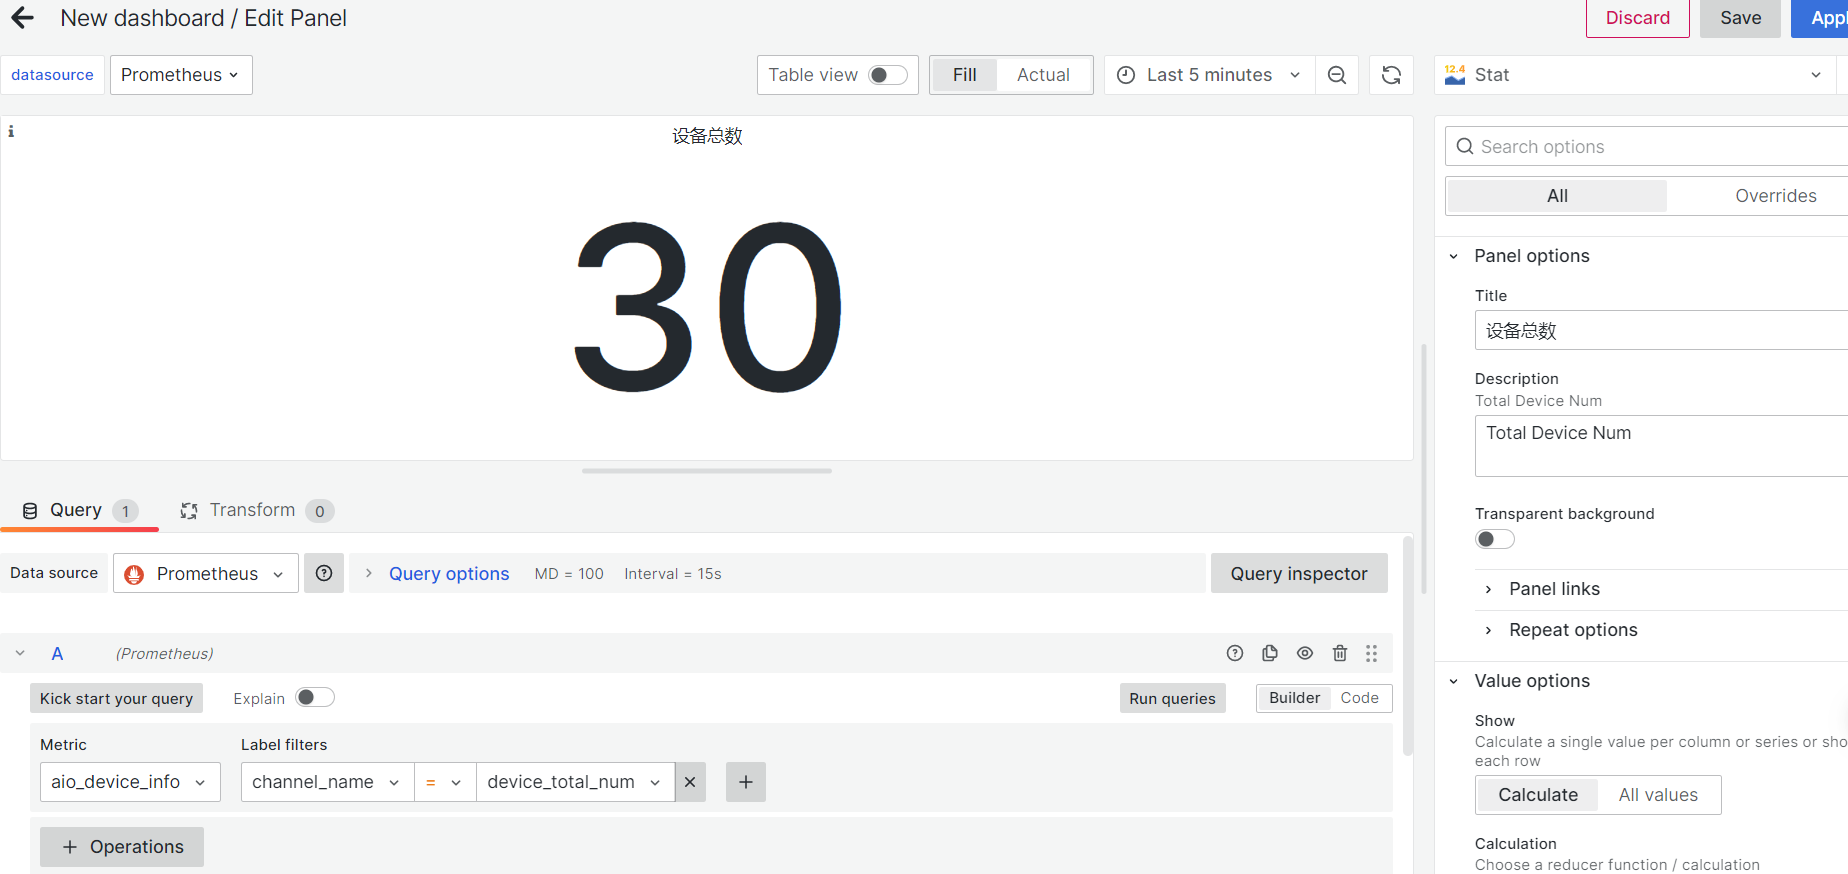 New dashboard / Edit Panel
Discard
Save
Appl
datasource
Prometheus
Table view
Fill
Actual
Last 5 minutes
12.4
Stat
设备总数
30
Search options
All
Overrides
Panel options
Title
设备总数
Description
Total Device Num
Total Device Num
Transparent background
Panel links
Repeat options
Value options
Show
Calculate a single value per column or series or sho
each row
Calculate
All values
Calculation
Choose a reducer function / calculation
Query 1
Transform 0
Data source
Prometheus
Query options
MD = 100
Interval = 15s
Query inspector
A
(Prometheus)
Kick start your query
Explain
Run queries
Builder
Code
Metric
Label filters
aio_device_info
channel_name
=
device_total_num
+ Operations